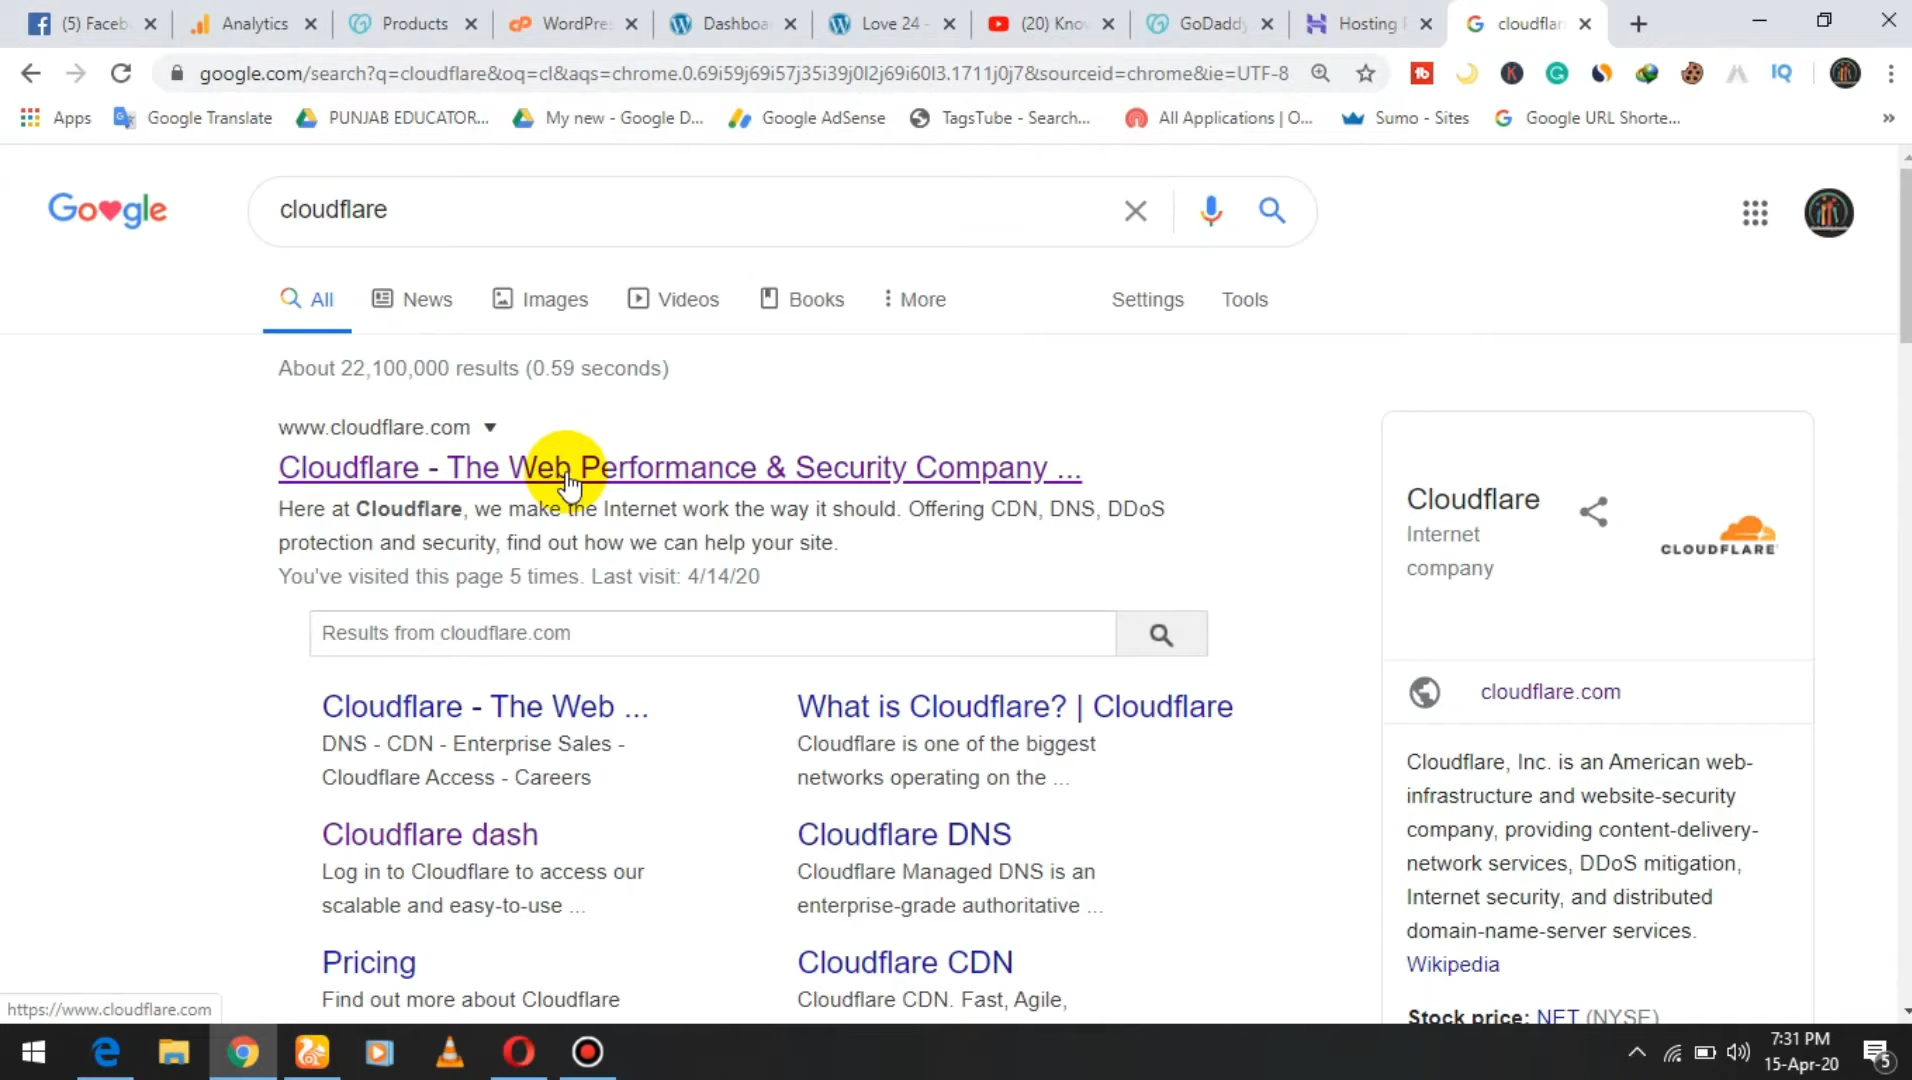 (5) Faceb
Analytics
Products
WordPres
Dashboa
Love 24 -
(20) Kno
GoDaddy
Hosting
cloudflar
google.com/search?q=cloudflare&oq=cl&aqs=chrome.0.69i59j69i57j35i39j0l2j69i60l3.1711j0j7&sourceid=chrome&ie=UTF-8
Apps
Google Translate
PUNJAB EDUCATOR...
My new - Google D...
Google AdSense
TagsTube - Search...
All Applications | O...
Sumo - Sites
Google URL Shorte...
Google
cloudflare
All
News
Images
Videos
Books
More
Settings
Tools
About 22,100,000 results (0.59 seconds)
www.cloudflare.com
Cloudflare - The Web Performance & Security Company ...
Here at Cloudflare, we make the Internet work the way it should. Offering CDN, DNS, DDoS
protection and security, find out how we can help your site.
You've visited this page 5 times. Last visit: 4/14/20
Results from cloudflare.com
Cloudflare - The Web ...
DNS - CDN - Enterprise Sales -
Cloudflare Access - Careers
What is Cloudflare? | Cloudflare
Cloudflare is one of the biggest
networks operating on the ...
Cloudflare dash
Log in to Cloudflare to access our
scalable and easy-to-use ...
Cloudflare DNS
Cloudflare Managed DNS is an
enterprise-grade authoritative ...
Pricing
Find out more about Cloudflare
Cloudflare CDN
Cloudflare CDN. Fast, Agile,
Cloudflare
Internet
company
CLOUDFLARE
cloudflare.com
Cloudflare, Inc. is an American web-
infrastructure and website-security
company, providing content-delivery-
network services, DDoS mitigation,
Internet security, and distributed
domain-name-server services.
Wikipedia
Stock price: NET (NYSE)
https://www.cloudflare.com
7:31 PM
15-Apr-20
5